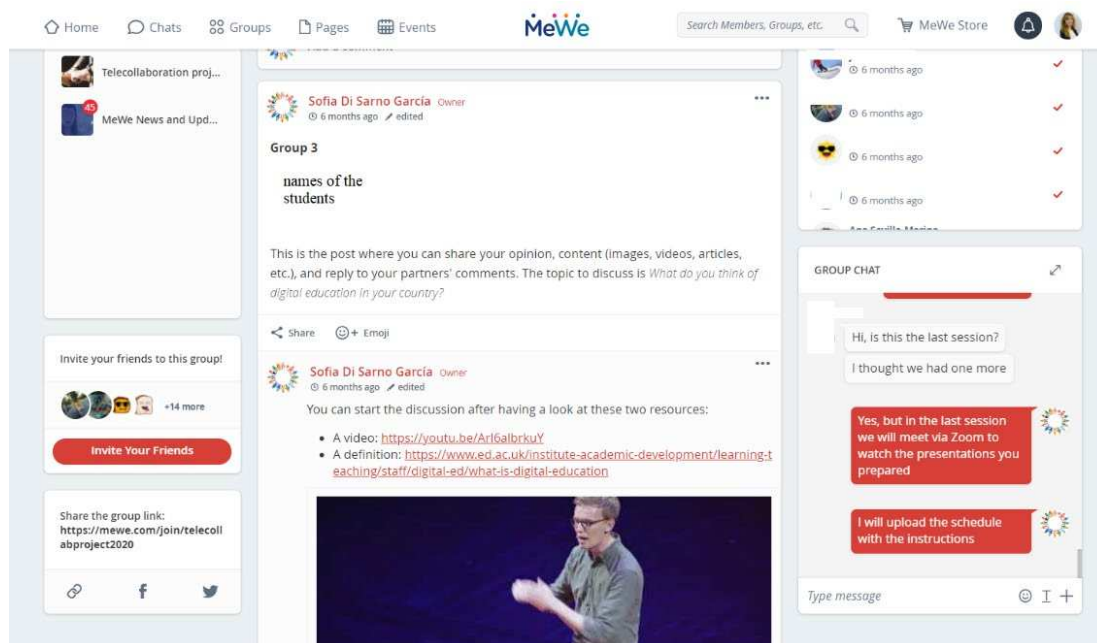 Home
Chats
Groups
Pages
Events
MeWe
Search Members, Groups, etc.
MeWe Store
Telecollaboration proj...
45
MeWe News and Upd...
Invite your friends to this group!
+14 more
Invite Your Friends
Share the group link:
https://mewe.com/join/telecoll
abproject2020
Sofia Di Sarno García Owner
6 months ago edited
Group 3
names of the
students
This is the post where you can share your opinion, content (images, videos, articles,
etc.), and reply to your partners' comments. The topic to discuss is What do you think of
digital education in your country?
Share
Emoji
Sofia Di Sarno García Owner
6 months ago edited
You can start the discussion after having a look at these two resources:
• A video: https://youtu.be/ArI6albrkuY
• A definition: https://www.ed.ac.uk/institute-academic-development/learning-t
eaching/staff/digital-ed/what-is-digital-education
6 months ago
6 months ago
6 months ago
6 months ago
GROUP CHAT
Hi, is this the last session?
I thought we had one more
Yes, but in the last session
we will meet via Zoom to
watch the presentations you
prepared
I will upload the schedule
with the instructions
Type message